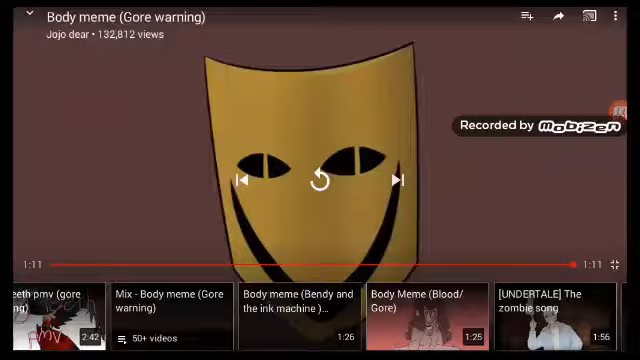 Body meme (Gore warning)
Jojo dear • 132,812 views
Recorded by MOBIZEN
1:11
1:11
eeth pmv (gore
ng)
2:42
Mix - Body meme (Gore
warning)
50+ videos
Body meme (Bendy and
the ink machine )...
1:26
Body Meme (Blood/
Gore)
1:25
[UNDERTALE] The
zombie song
1:56